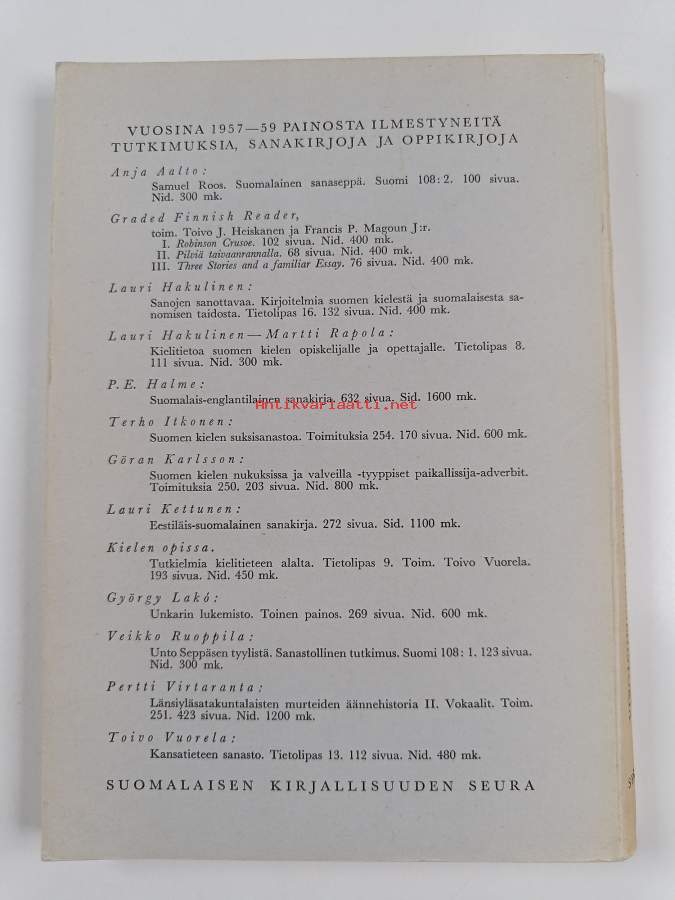 VUOSINA 1957—59 PAINOSTA ILMESTYNEITÄ
TUTKIMUKSIA, SANAKIRJOJA JA OPPIKIRJOJA
Anja Aalto:
Samuel Roos. Suomalainen sanaseppä. Suomi 108: 2. 100 sivua.
Nid. 300 mk.
Graded Finnish Reader,
toim. Toivo J. Heiskanen ja Francis P. Magoun J:r.
I. Robinson Crusoe. 102 sivua. Nid. 400 mk.
II. Pilviä taivaanrannalla. 68 sivua. Nid. 400 mk.
III. Three Stories and a familiar Essay. 76 sivua. Nid. 400 mk.
Lauri Hakulinen:
Sanojen sanottavaa. Kirjoitelmia suomen kielestä ja suomalaisesta sa-
nomisen taidosta. Tietolipas 16. 132 sivua. Nid. 400 mk.
Lauri Hakulinen—Martti Rapola:
Kielitietoa suomen kielen opiskelijalle ja opettajalle. Tietolipas 8.
111 sivua. Nid. 300 mk.
P. E. Halme:
Suomalais-englantilainen sanakirja. 632 sivua. Sid. 1600 mk.
Antikvariaatti.net
Terho Itkonen:
Suomen kielen suksisanastoa. Toimituksia 254. 170 sivua. Nid. 600 mk.
Göran Karlsson:
Suomen kielen nukuksissa ja valveilla -tyyppiset paikallissija-adverbit.
Toimituksia 250. 203 sivua. Nid. 800 mk.
Lauri Kettunen:
Eestiläis-suomalainen sanakirja. 272 sivua. Sid. 1100 mk.
Kielen opissa.
Tutkielmia kielitieteen alalta. Tietolipas 9. Toim. Toivo Vuorela.
193 sivua. Nid. 450 mk.
György Lakó:
Unkarin lukemisto. Toinen painos. 269 sivua. Nid. 600 mk.
Veikko Ruoppila:
Unto Seppäsen tyylistä. Sanastollinen tutkimus. Suomi 108: 1. 123 sivua.
Nid. 300 mk.
Pertti Virtaranta:
Länsiyläsatakuntalaisten murteiden äännehistoria II. Vokaalit. Toim.
251. 423 sivua. Nid. 1200 mk.
Toivo Vuorela:
Kansatieteen sanasto. Tietolipas 13. 112 sivua. Nid. 480 mk.
SUOMALAISEN KIRJALLISUUDEN SEURA